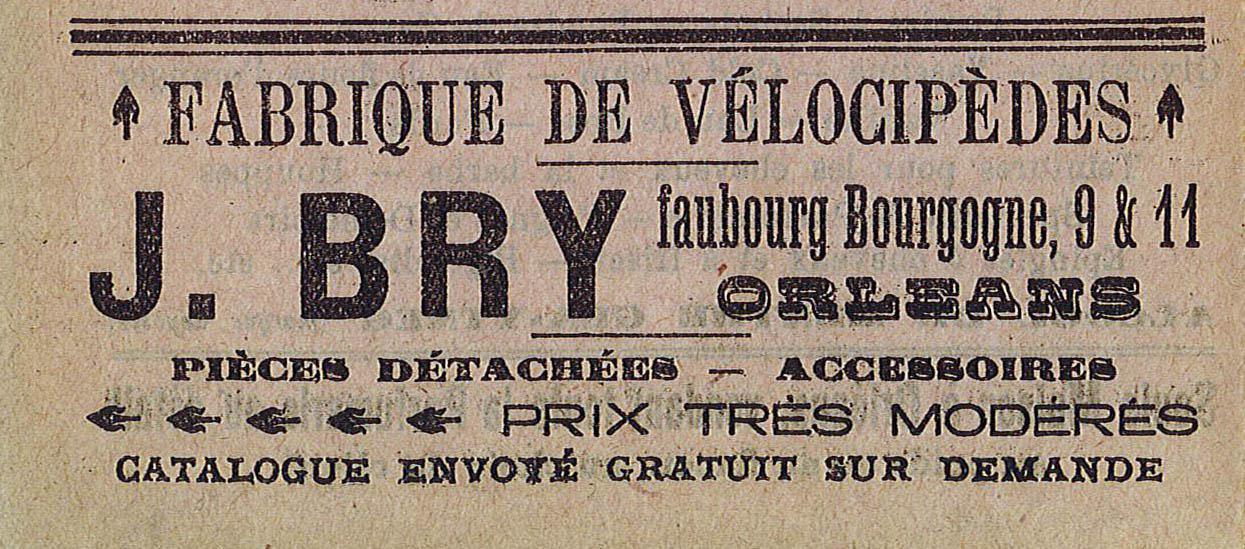 FABRIQUE DE VÉLOCIPÈDES
J. BRY
faubourg Bourgogne, 9 & 11
ORLEANS
PIÈCES DÉTACHÉES — ACCESSOIRES
PRIX TRÈS MODÉRÉS
CATALOGUE ENVOYÉ GRATUIT SUR DEMANDE